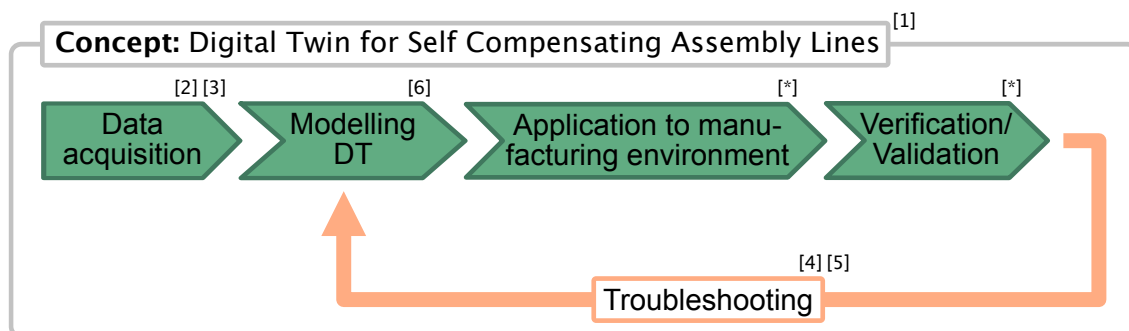 [1]
Concept: Digital Twin for Self Compensating Assembly Lines
[2] [3]
[6]
[*]
[*]
Data
acquisition
Modelling
DT
Application to manu-
facturing environment
Verification/
Validation
[4] [5]
Troubleshooting